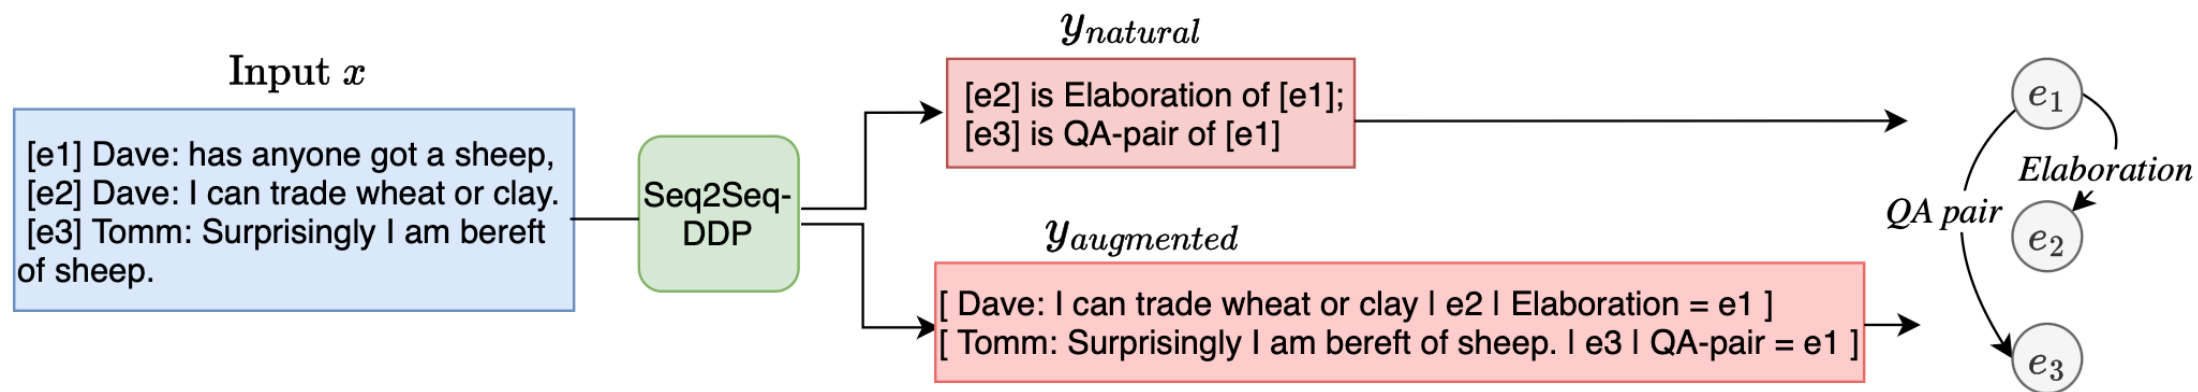 Input x
[e1] Dave: has anyone got a sheep,
[e2] Dave: I can trade wheat or clay.
[e3] Tomm: Surprisingly I am bereft
of sheep.
Seq2Seq-
DDP
y_natural
[e2] is Elaboration of [e1];
[e3] is QA-pair of [e1]
y_augmented
[ Dave: I can trade wheat or clay | e2 | Elaboration = e1 ]
[ Tomm: Surprisingly I am bereft of sheep. | e3 | QA-pair = e1 ]
e1
Elaboration
QA pair
e2
e3